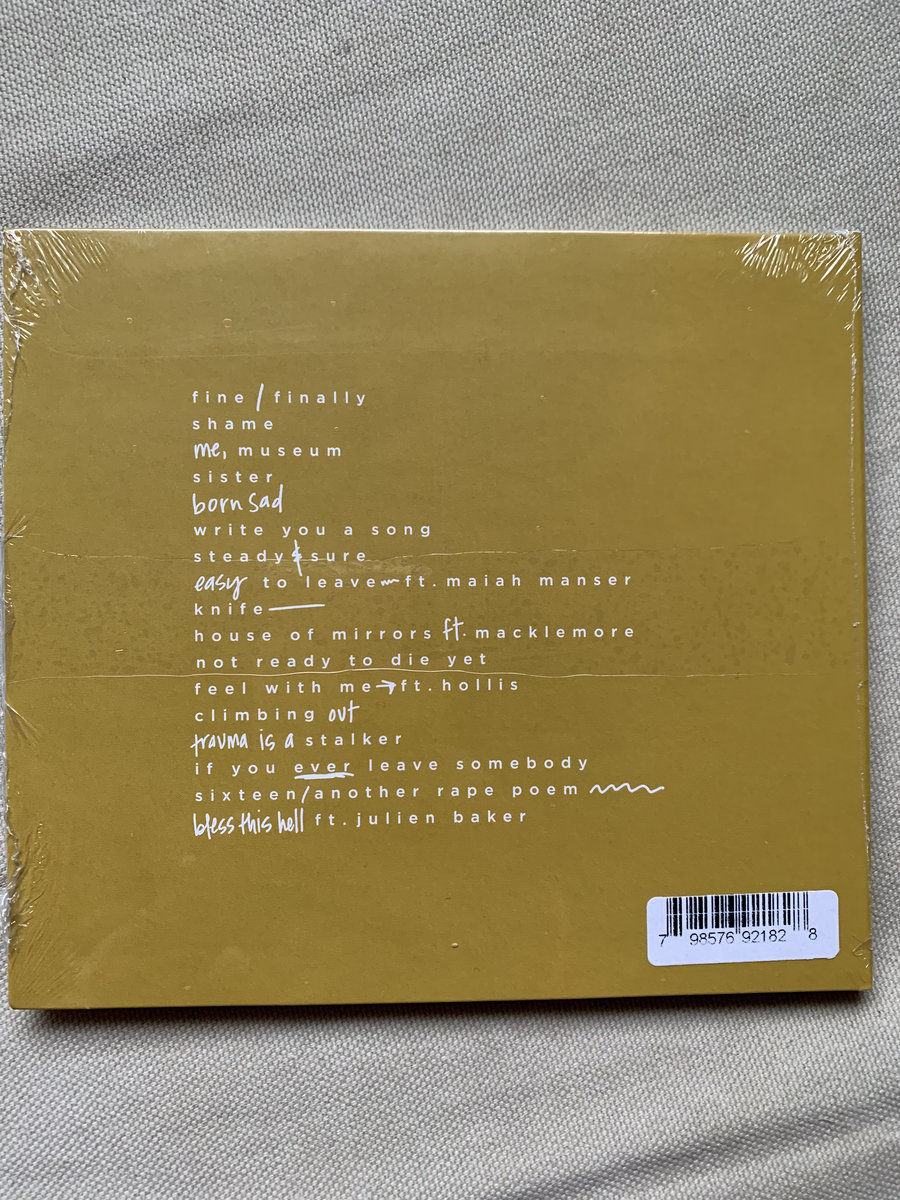 fine / finally
shame
me, museum
sister
born sad
write you a song
steady & sure
easy to leave ~ ft. maiah manser
knife —
house of mirrors ft. macklemore
not ready to die yet
feel with me → ft. hollis
climbing out
trauma is a stalker
if you ever leave somebody
sixteen/another rape poem
bless this hell ft. julien baker
7 98576 92182 8